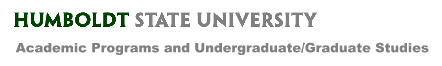 HUMBOLDT STATE UNIVERSITY
Academic Programs and Undergraduate/Graduate Studies